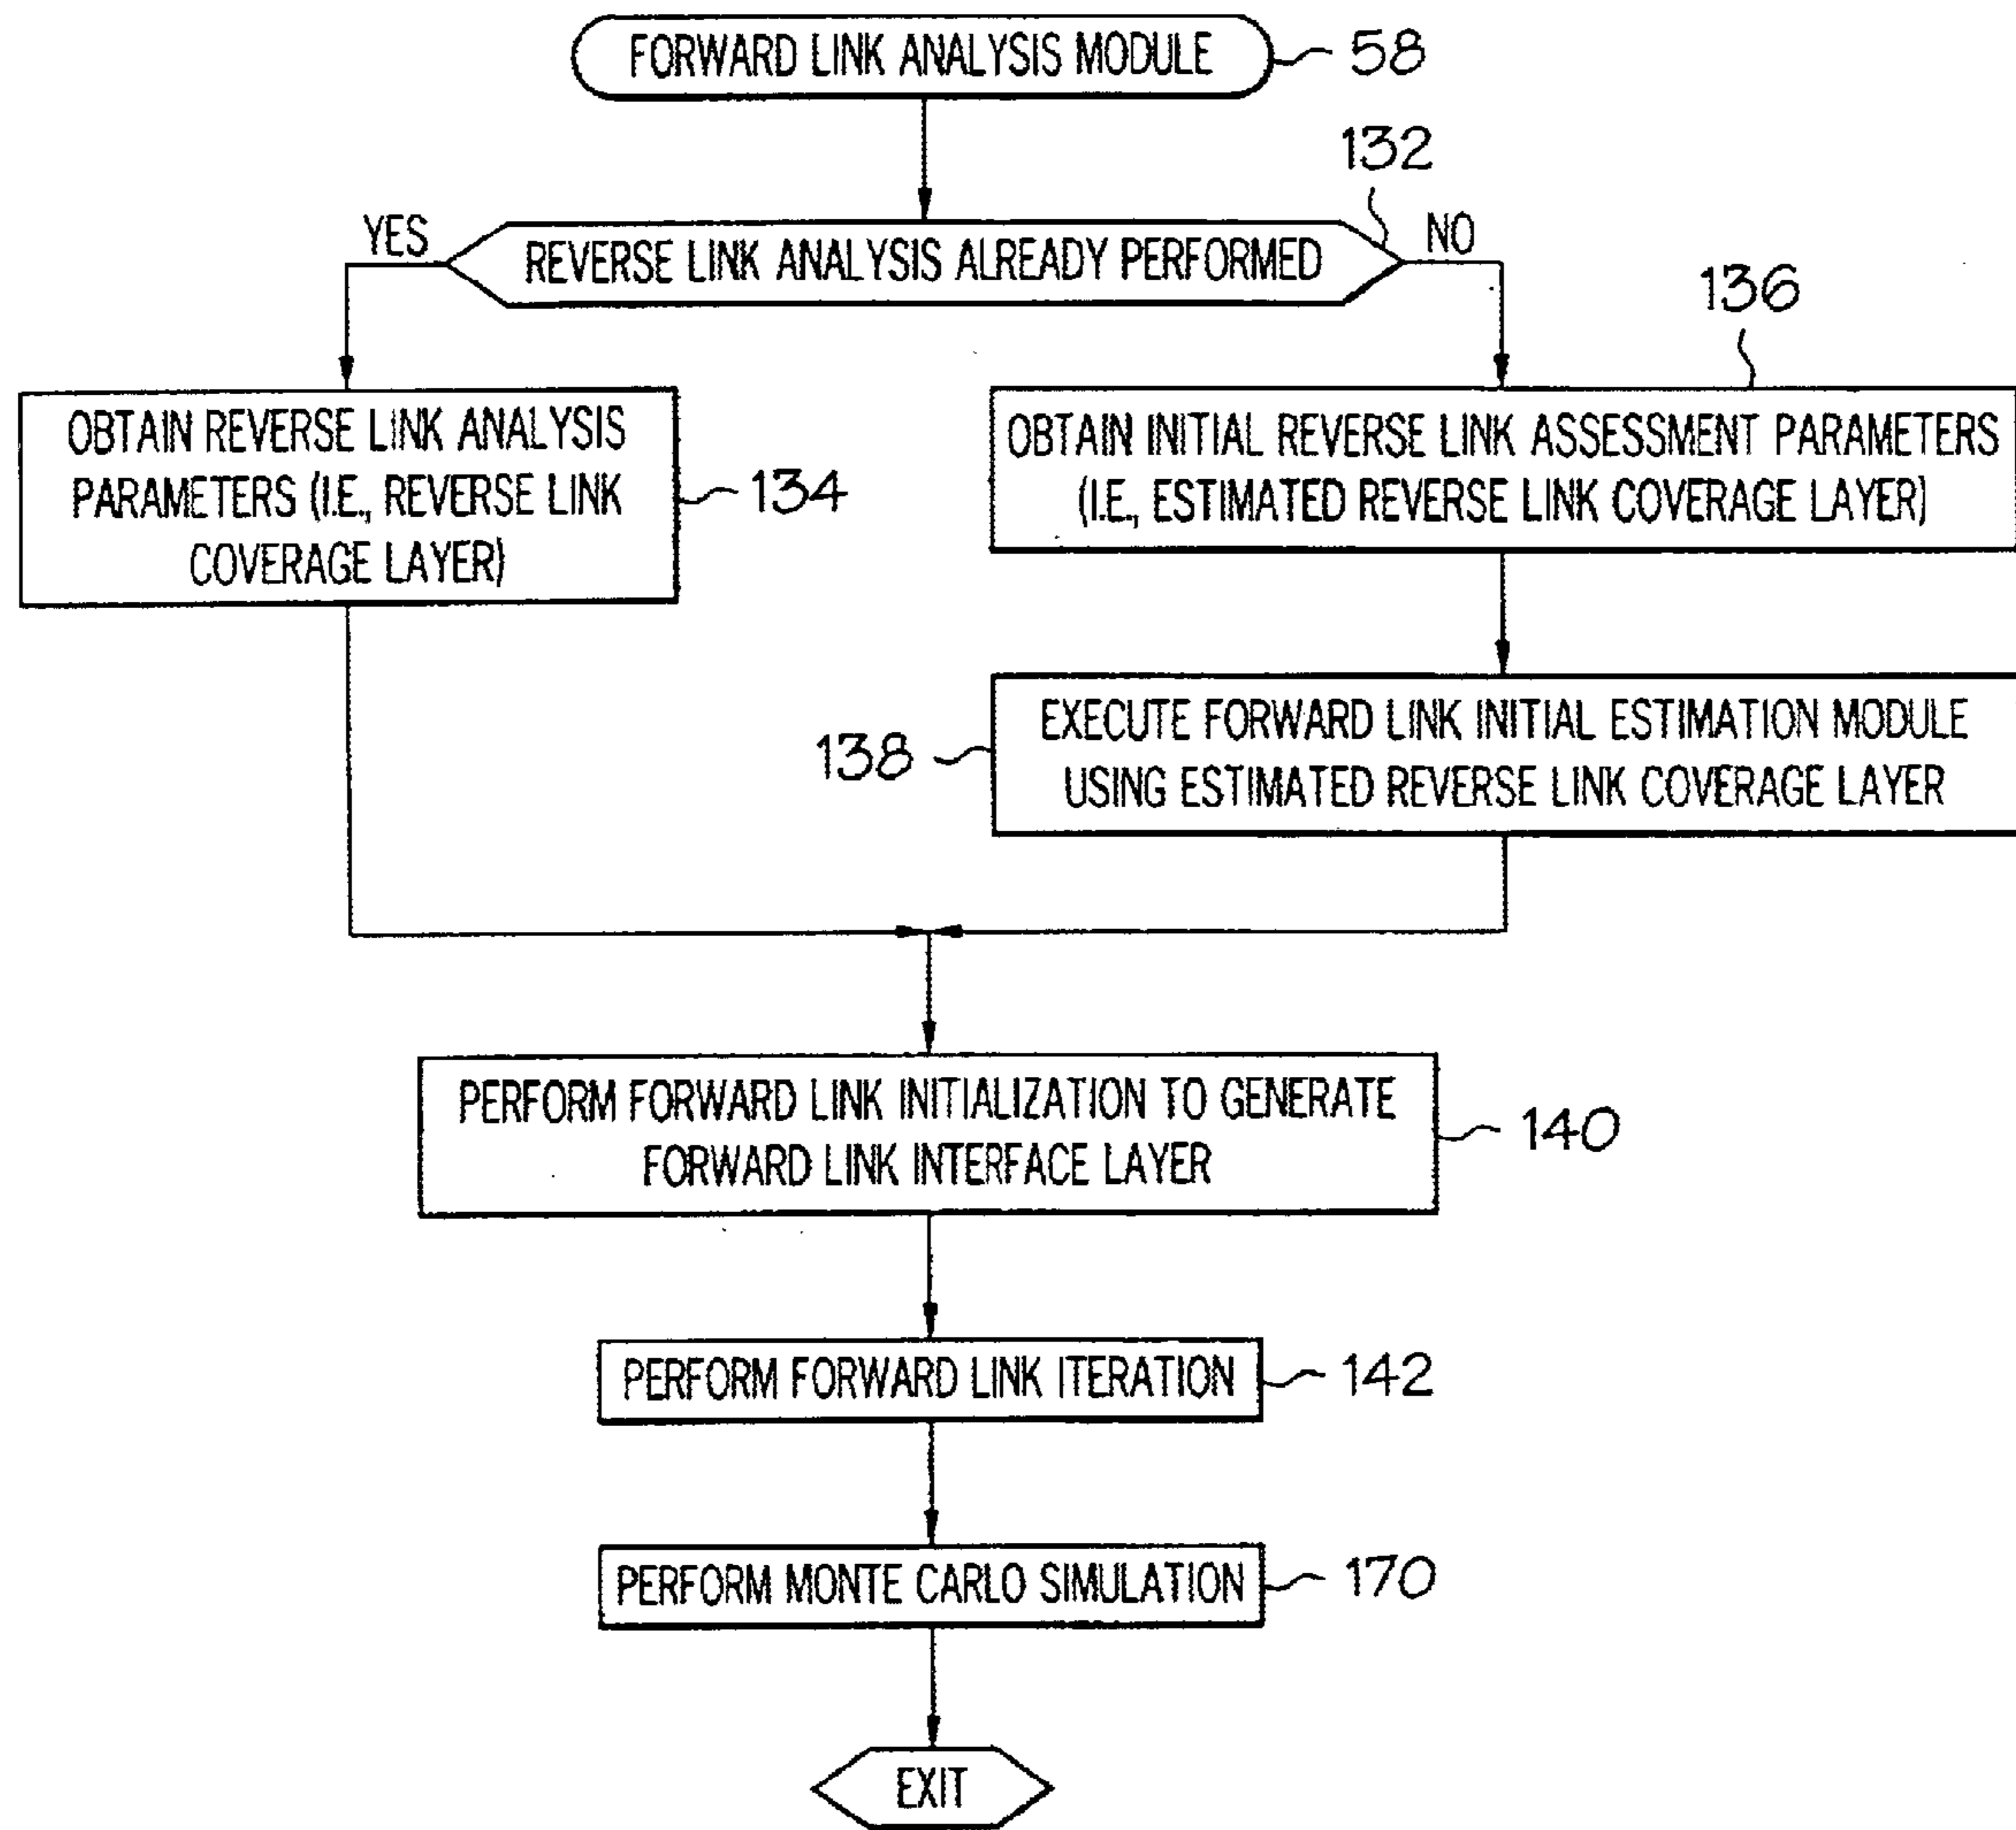 FORWARD LINK ANALYSIS MODULE
58
132
YES
REVERSE LINK ANALYSIS ALREADY PERFORMED
NO
136
OBTAIN REVERSE LINK ANALYSIS
PARAMETERS (I.E., REVERSE LINK
COVERAGE LAYER)
134
OBTAIN INITIAL REVERSE LINK ASSESSMENT PARAMETERS
(I.E., ESTIMATED REVERSE LINK COVERAGE LAYER)
138
EXECUTE FORWARD LINK INITIAL ESTIMATION MODULE
USING ESTIMATED REVERSE LINK COVERAGE LAYER
PERFORM FORWARD LINK INITIALIZATION TO GENERATE
FORWARD LINK INTERFACE LAYER
140
PERFORM FORWARD LINK ITERATION
142
PERFORM MONTE CARLO SIMULATION
170
EXIT